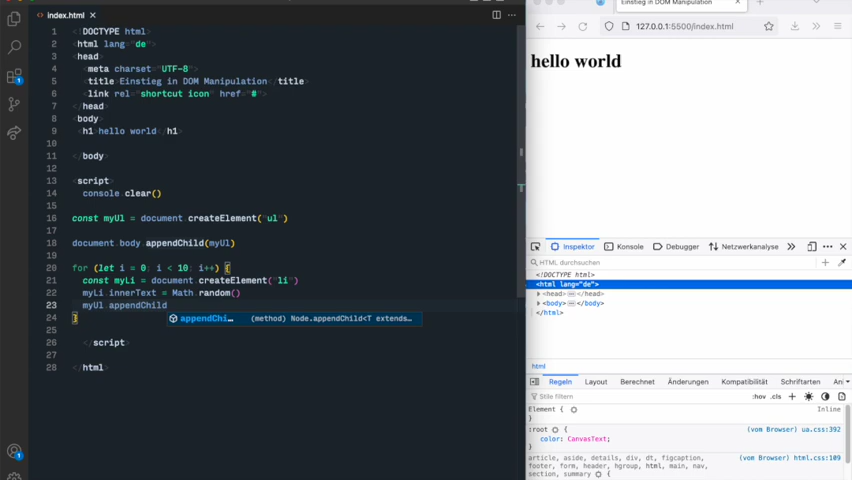 index.html
1 <!DOCTYPE html>
2 <html lang="de">
3 <head>
4 <meta charset="UTF-8">
5 <title>Einstieg in DOM Manipulation</title>
6 <link rel="shortcut icon" href="#">
7 </head>
8 <body>
9 <h1>hello world</h1>
10
11 </body>
12
13 <script>
14 console.clear()
15
16 const myUl = document.createElement("ul")
17
18 document.body.appendChild(myUl)
19
20 for (let i = 0; i < 10; i++) {
21 const myLi = document.createElement("li")
22 myLi.innerText = Math.random()
23 myUl.appendChild
appendChi… (method) Node.appendChild<T extends…
24 }
25
26 </script>
27
28 </html>
Einstieg in DOM Manipulation
127.0.0.1:5500/index.html
hello world
Inspektor Konsole Debugger Netzwerkanalyse
HTML durchsuchen
<!DOCTYPE html>
<html lang="de">
<head> </head>
<body> </body>
</html>
html
Regeln Layout Berechnet Änderungen Kompatibilität Schriftarten An
Stile filtern :hov .cls
Element { Inline
}
:root { (vom Browser) ua.css:392
color: CanvasText;
}
article, aside, details, div, dt, figcaption, (vom Browser) html.css:109
footer, form, header, hgroup, html, main, nav,
section, summary {